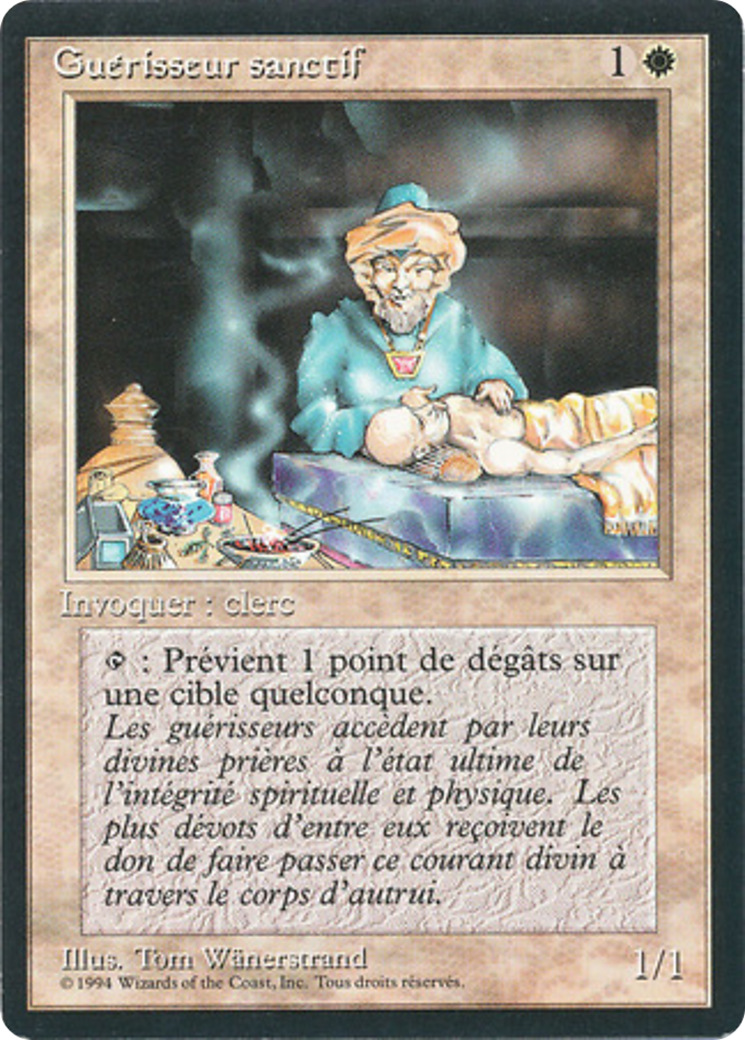 Guérisseur sanctif 1
Invoquer : clerc
: Prévient 1 point de dégâts sur
une cible quelconque.
Les guérisseurs accèdent par leurs
divines prières à l'état ultime de
l'intégrité spirituelle et physique. Les
plus dévots d'entre eux reçoivent le
don de faire passer ce courant divin à
travers le corps d'autrui.
Illus. Tom Wänerstrand 1/1
© 1994 Wizards of the Coast, Inc. Tous droits réservés.